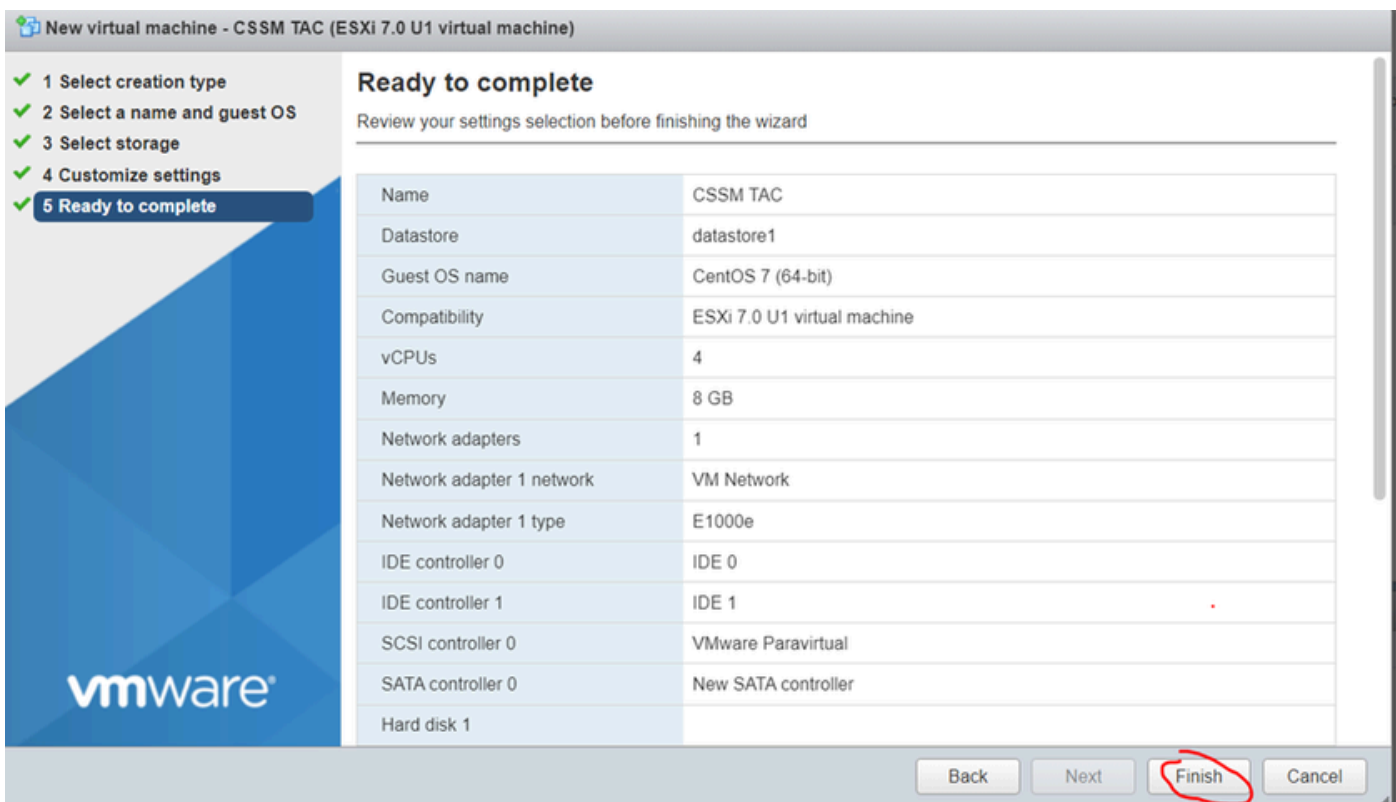 New virtual machine - CSSM TAC (ESXi 7.0 U1 virtual machine)
1 Select creation type
2 Select a name and guest OS
3 Select storage
4 Customize settings
5 Ready to complete
vmware®
Ready to complete
Review your settings selection before finishing the wizard
Name CSSM TAC
Datastore datastore1
Guest OS name CentOS 7 (64-bit)
Compatibility ESXi 7.0 U1 virtual machine
vCPUs 4
Memory 8 GB
Network adapters 1
Network adapter 1 network VM Network
Network adapter 1 type E1000e
IDE controller 0 IDE 0
IDE controller 1 IDE 1
SCSI controller 0 VMware Paravirtual
SATA controller 0 New SATA controller
Hard disk 1
Back Next Finish Cancel